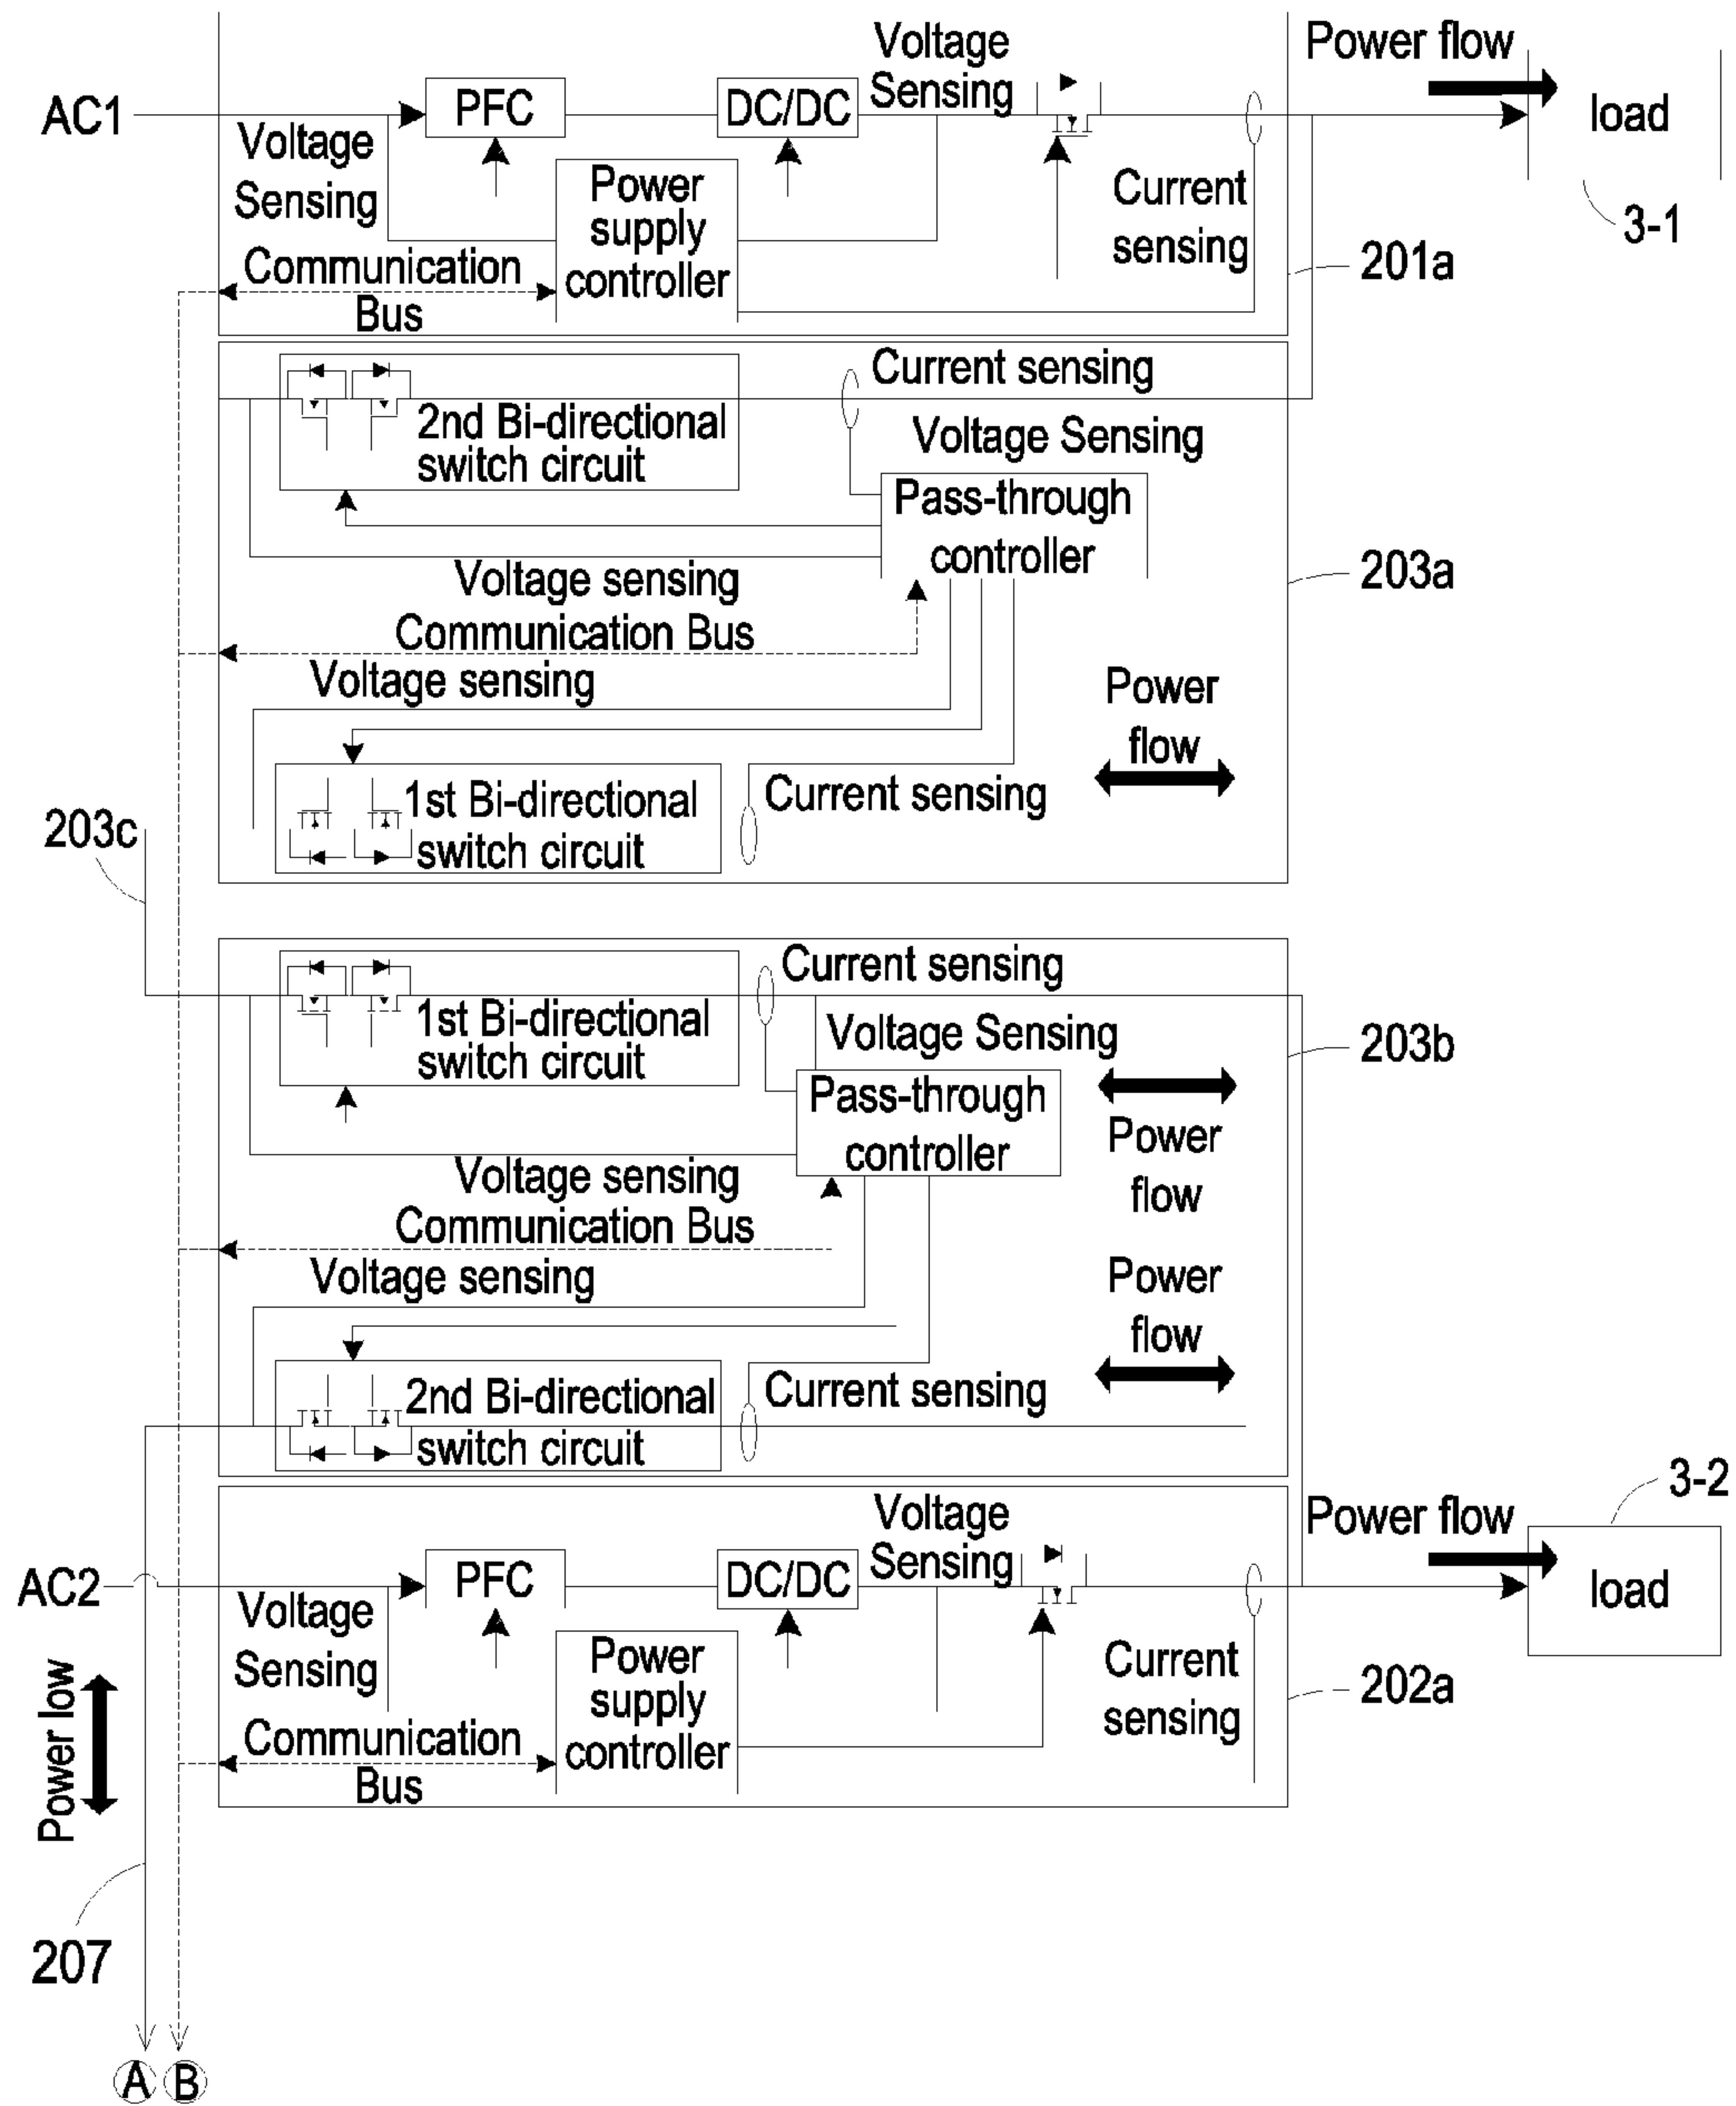 Voltage
Sensing
Power flow
AC1
PFC
DC/DC
load
Voltage
Sensing
Power
supply
controller
Current
sensing
3-1
Communication
Bus
201a
Current sensing
2nd Bi-directional
switch circuit
Voltage Sensing
Pass-through
controller
203a
Voltage sensing
Communication Bus
Voltage sensing
Power
flow
1st Bi-directional
switch circuit
Current sensing
203c
Current sensing
1st Bi-directional
switch circuit
Voltage Sensing
203b
Pass-through
controller
Power
flow
Voltage sensing
Communication Bus
Voltage sensing
Power
flow
2nd Bi-directional
switch circuit
Current sensing
3-2
Voltage
Sensing
Power flow
AC2
PFC
DC/DC
load
Voltage
Sensing
Power
supply
controller
Current
sensing
202a
Communication
Bus
Power low
207
A B